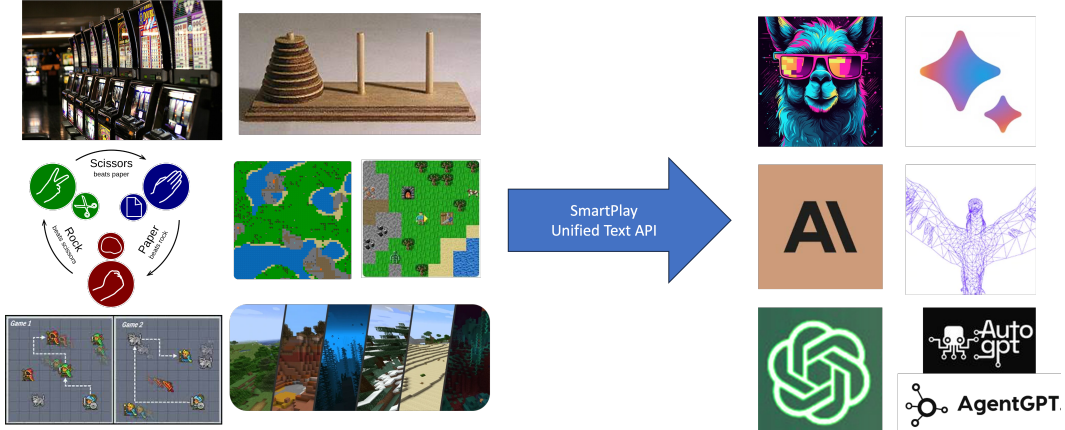 Scissors
beats paper
Paper
beats rock
Rock
beats scissors
Game 1
Game 2
SmartPlay
Unified Text API
AI
Auto
gpt
AgentGPT.